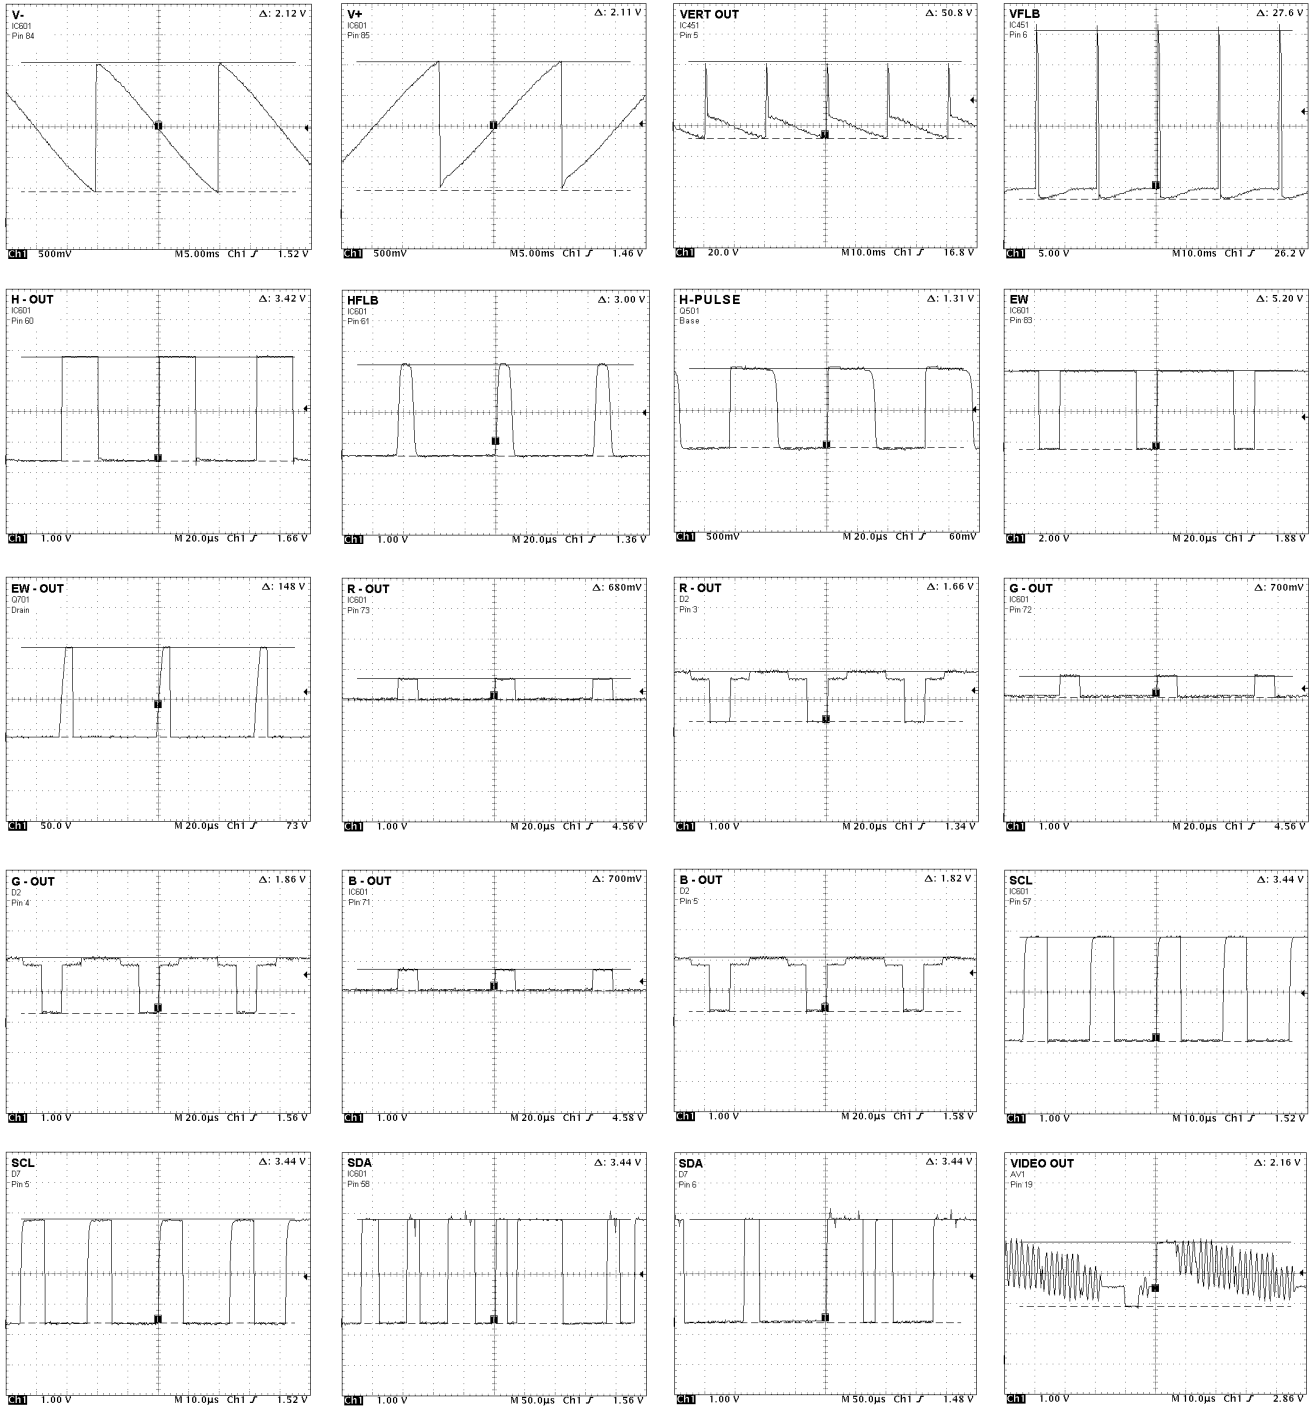 V-
Δ: 2.12 V
IC601
Pin 84
Ch1 500mV M5.00ms Ch1 ʃ 1.52 V
V+
Δ: 2.11 V
IC601
Pin 85
Ch1 500mV M5.00ms Ch1 ʃ 1.46 V
VERT OUT
Δ: 50.8 V
IC451
Pin 5
20.0 V M10.0ms Ch1 ʃ 16.8 V
VFLB
Δ: 27.6 V
IC451
Pin 6
Ch1 5.00 V M10.0ms Ch1 ʃ 26.2 V
H - OUT
Δ: 3.42 V
IC601
Pin 60
Ch1 1.00 V M 20.0µs Ch1 ʃ 1.66 V
HFLB
Δ: 3.00 V
IC601
Pin 61
Ch1 1.00 V M 20.0µs Ch1 ʃ 1.36 V
H-PULSE
Δ: 1.31 V
Q501
Base
Ch1 500mV M 20.0µs Ch1 ʃ 60mV
EW
Δ: 5.20 V
IC601
Pin 83
Ch1 2.00 V M 20.0µs Ch1 ʃ 1.88 V
EW - OUT
Δ: 148 V
Q701
Drain
Ch1 50.0 V M 20.0µs Ch1 ʃ 73 V
R - OUT
Δ: 680mV
IC601
Pin 73
Ch1 1.00 V M 20.0µs Ch1 ʃ 4.56 V
R - OUT
Δ: 1.66 V
D2
Pin 3
Ch1 1.00 V M 20.0µs Ch1 ʃ 1.34 V
G - OUT
Δ: 700mV
IC601
Pin 72
Ch1 1.00 V M 20.0µs Ch1 ʃ 4.56 V
G - OUT
Δ: 1.86 V
D2
Pin 4
Ch1 1.00 V M 20.0µs Ch1 ʃ 1.56 V
B - OUT
Δ: 700mV
IC601
Pin 71
Ch1 1.00 V M 20.0µs Ch1 ʃ 4.58 V
B - OUT
Δ: 1.82 V
D2
Pin 5
Ch1 1.00 V M 20.0µs Ch1 ʃ 1.58 V
SCL
Δ: 3.44 V
IC601
Pin 57
Ch1 1.00 V M 10.0µs Ch1 ʃ 1.52 V
SCL
Δ: 3.44 V
D7
Pin 5
Ch1 1.00 V M 10.0µs Ch1 ʃ 1.52 V
SDA
Δ: 3.44 V
IC601
Pin 58
Ch1 1.00 V M 50.0µs Ch1 ʃ 1.56 V
SDA
Δ: 3.44 V
D7
Pin 6
Ch1 1.00 V M 50.0µs Ch1 ʃ 1.48 V
VIDEO OUT
Δ: 2.16 V
AV1
Pin 19
Ch1 1.00 V M 10.0µs Ch1 ʃ 2.86 V